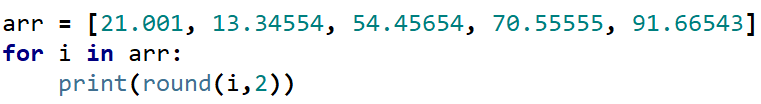 arr = [21.001, 13.34554, 54.45654, 70.55555, 91.66543]
for i in arr:
    print(round(i,2))